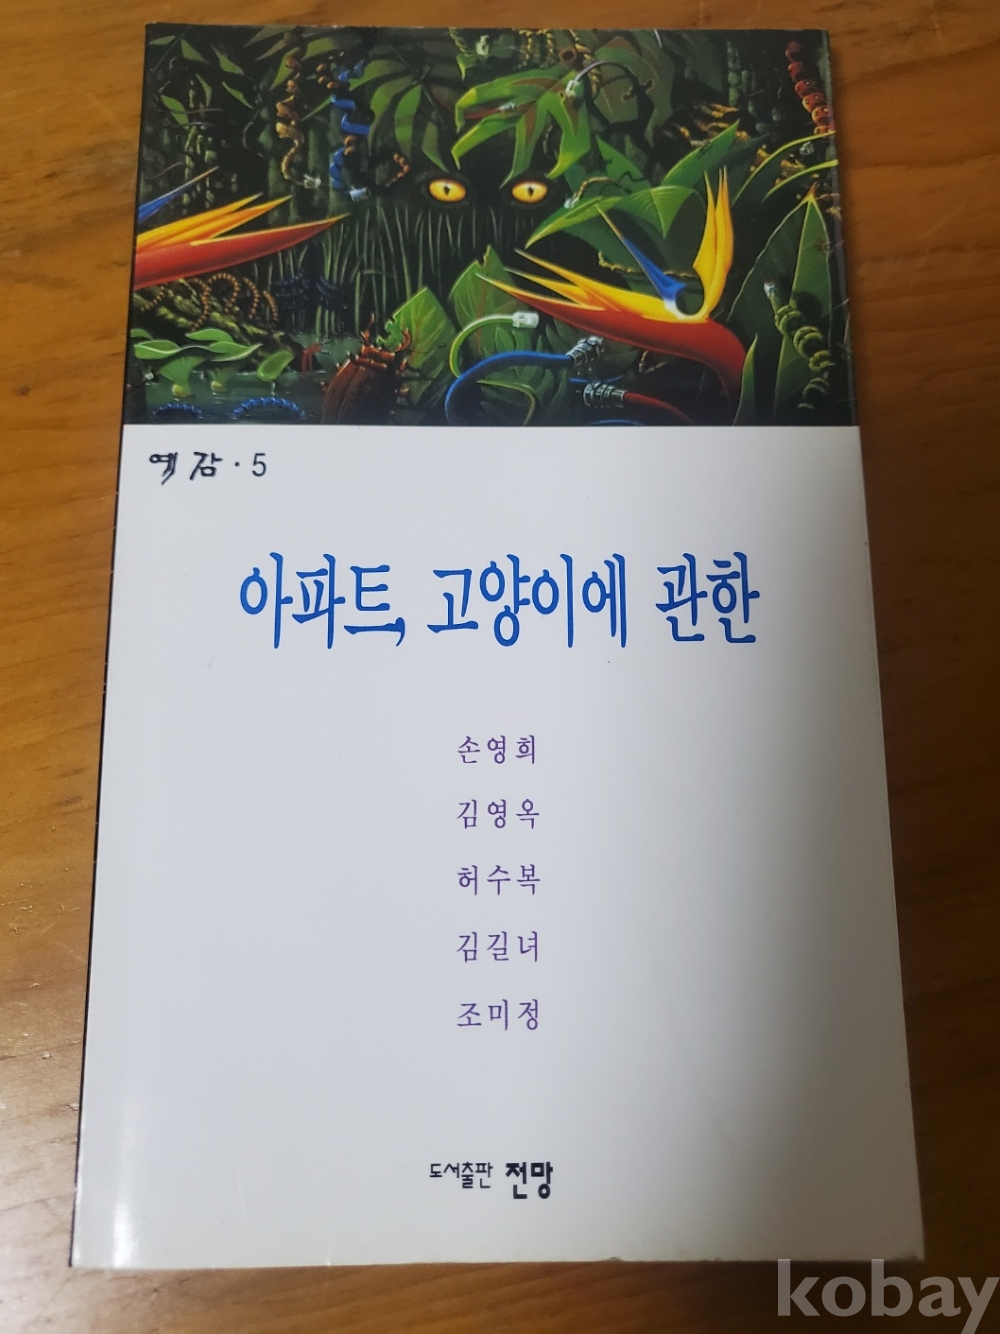 예감 · 5
아파트, 고양이에 관한
손영희
김영옥
허수복
김길녀
조미정
도서출판 전망
kobay